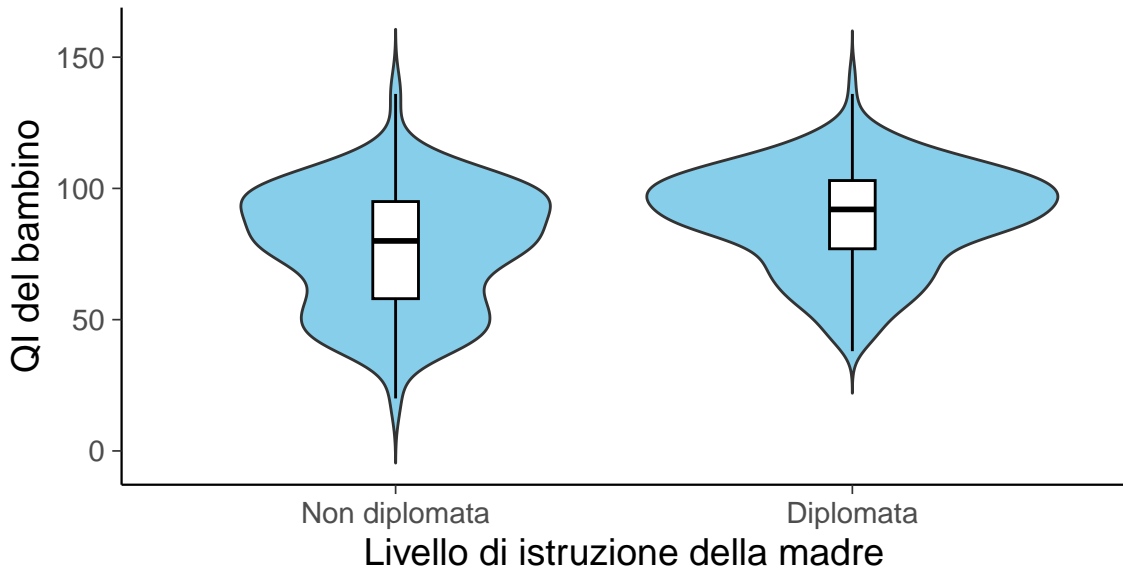 QI del bambino
150
100
50
0
Non diplomata
Diplomata
Livello di istruzione della madre